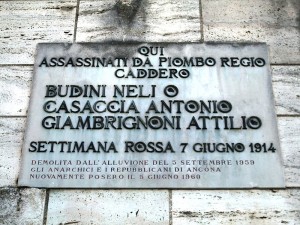 QUI
ASSASSINATI DA PIOMBO REGIO
CADDERO
BUDINI NELI O
CASACCIA ANTONIO
GIAMBRIGNONI ATTILIO
SETTIMANA ROSSA 7 GIUGNO 1914
DEMOLITA DALL'ALLUVIONE DEL 5 SETTEMBRE 1959
GLI ANARCHICI E I REPUBBLICANI DI ANCONA
NUOVAMENTE POSERO IL 5 GIUGNO 1960